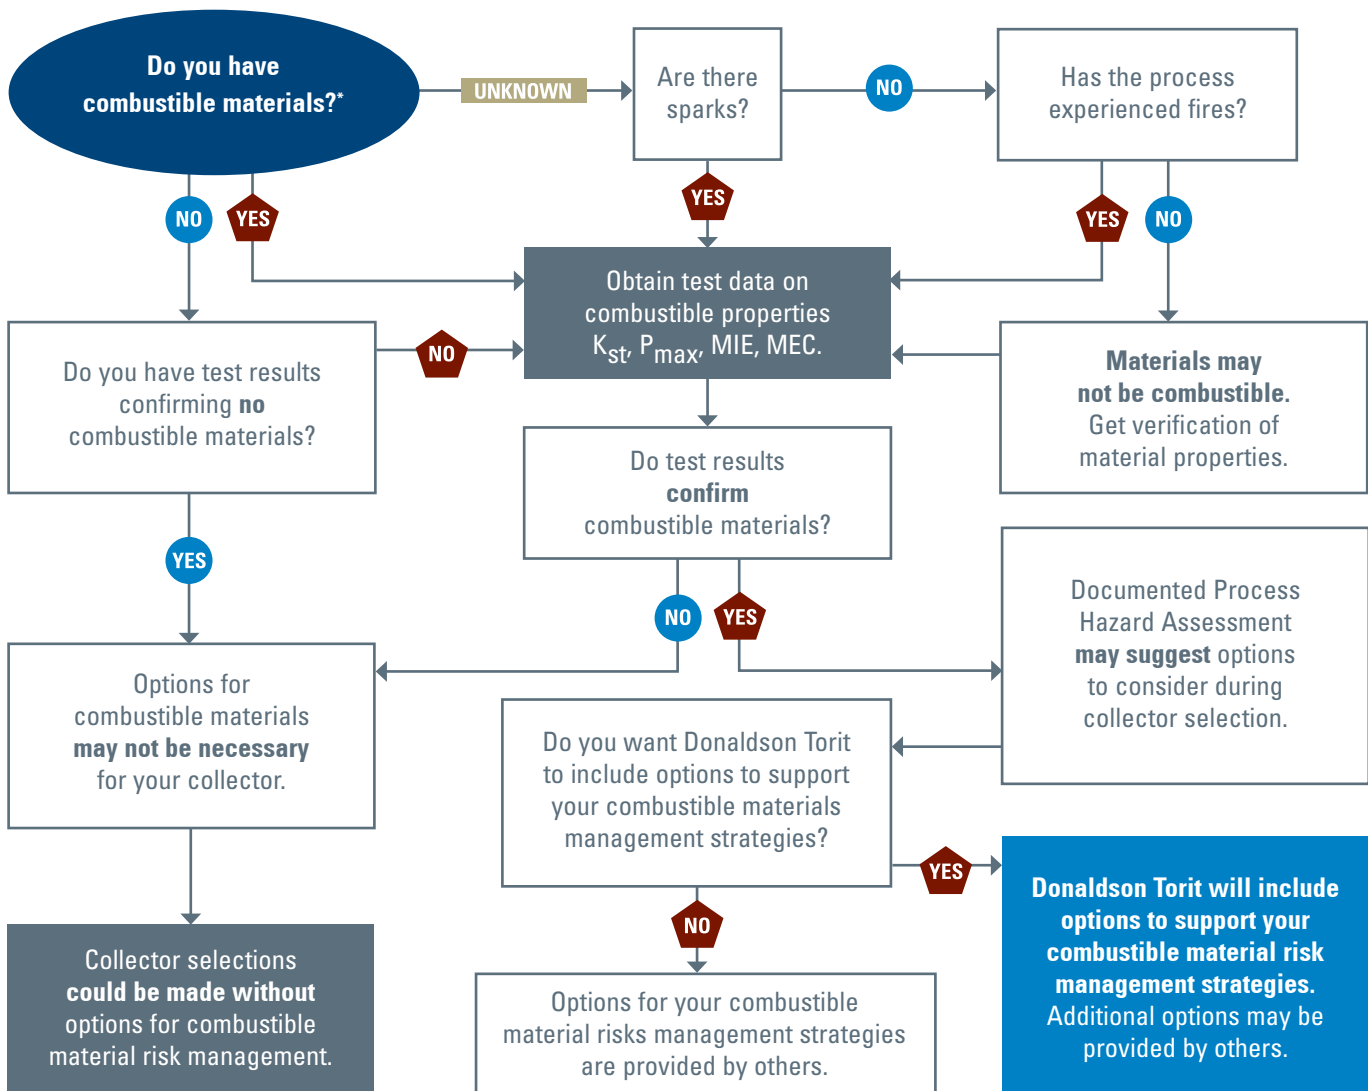 Do you have
combustible materials?*
UNKNOWN
Are there
sparks?
NO
Has the process
experienced fires?
NO
YES
YES
YES
NO
Obtain test data on
combustible properties
Kst, Pmax, MIE, MEC.
Do you have test results
confirming no
combustible materials?
NO
Materials may
not be combustible.
Get verification of
material properties.
Do test results
confirm
combustible materials?
YES
NO
YES
Documented Process
Hazard Assessment
may suggest options
to consider during
collector selection.
Options for
combustible materials
may not be necessary
for your collector.
Do you want Donaldson Torit
to include options to support
your combustible materials
management strategies?
YES
NO
Donaldson Torit will include
options to support your
combustible material risk
management strategies.
Additional options may be
provided by others.
Collector selections
could be made without
options for combustible
material risk management.
Options for your combustible
material risks management strategies
are provided by others.